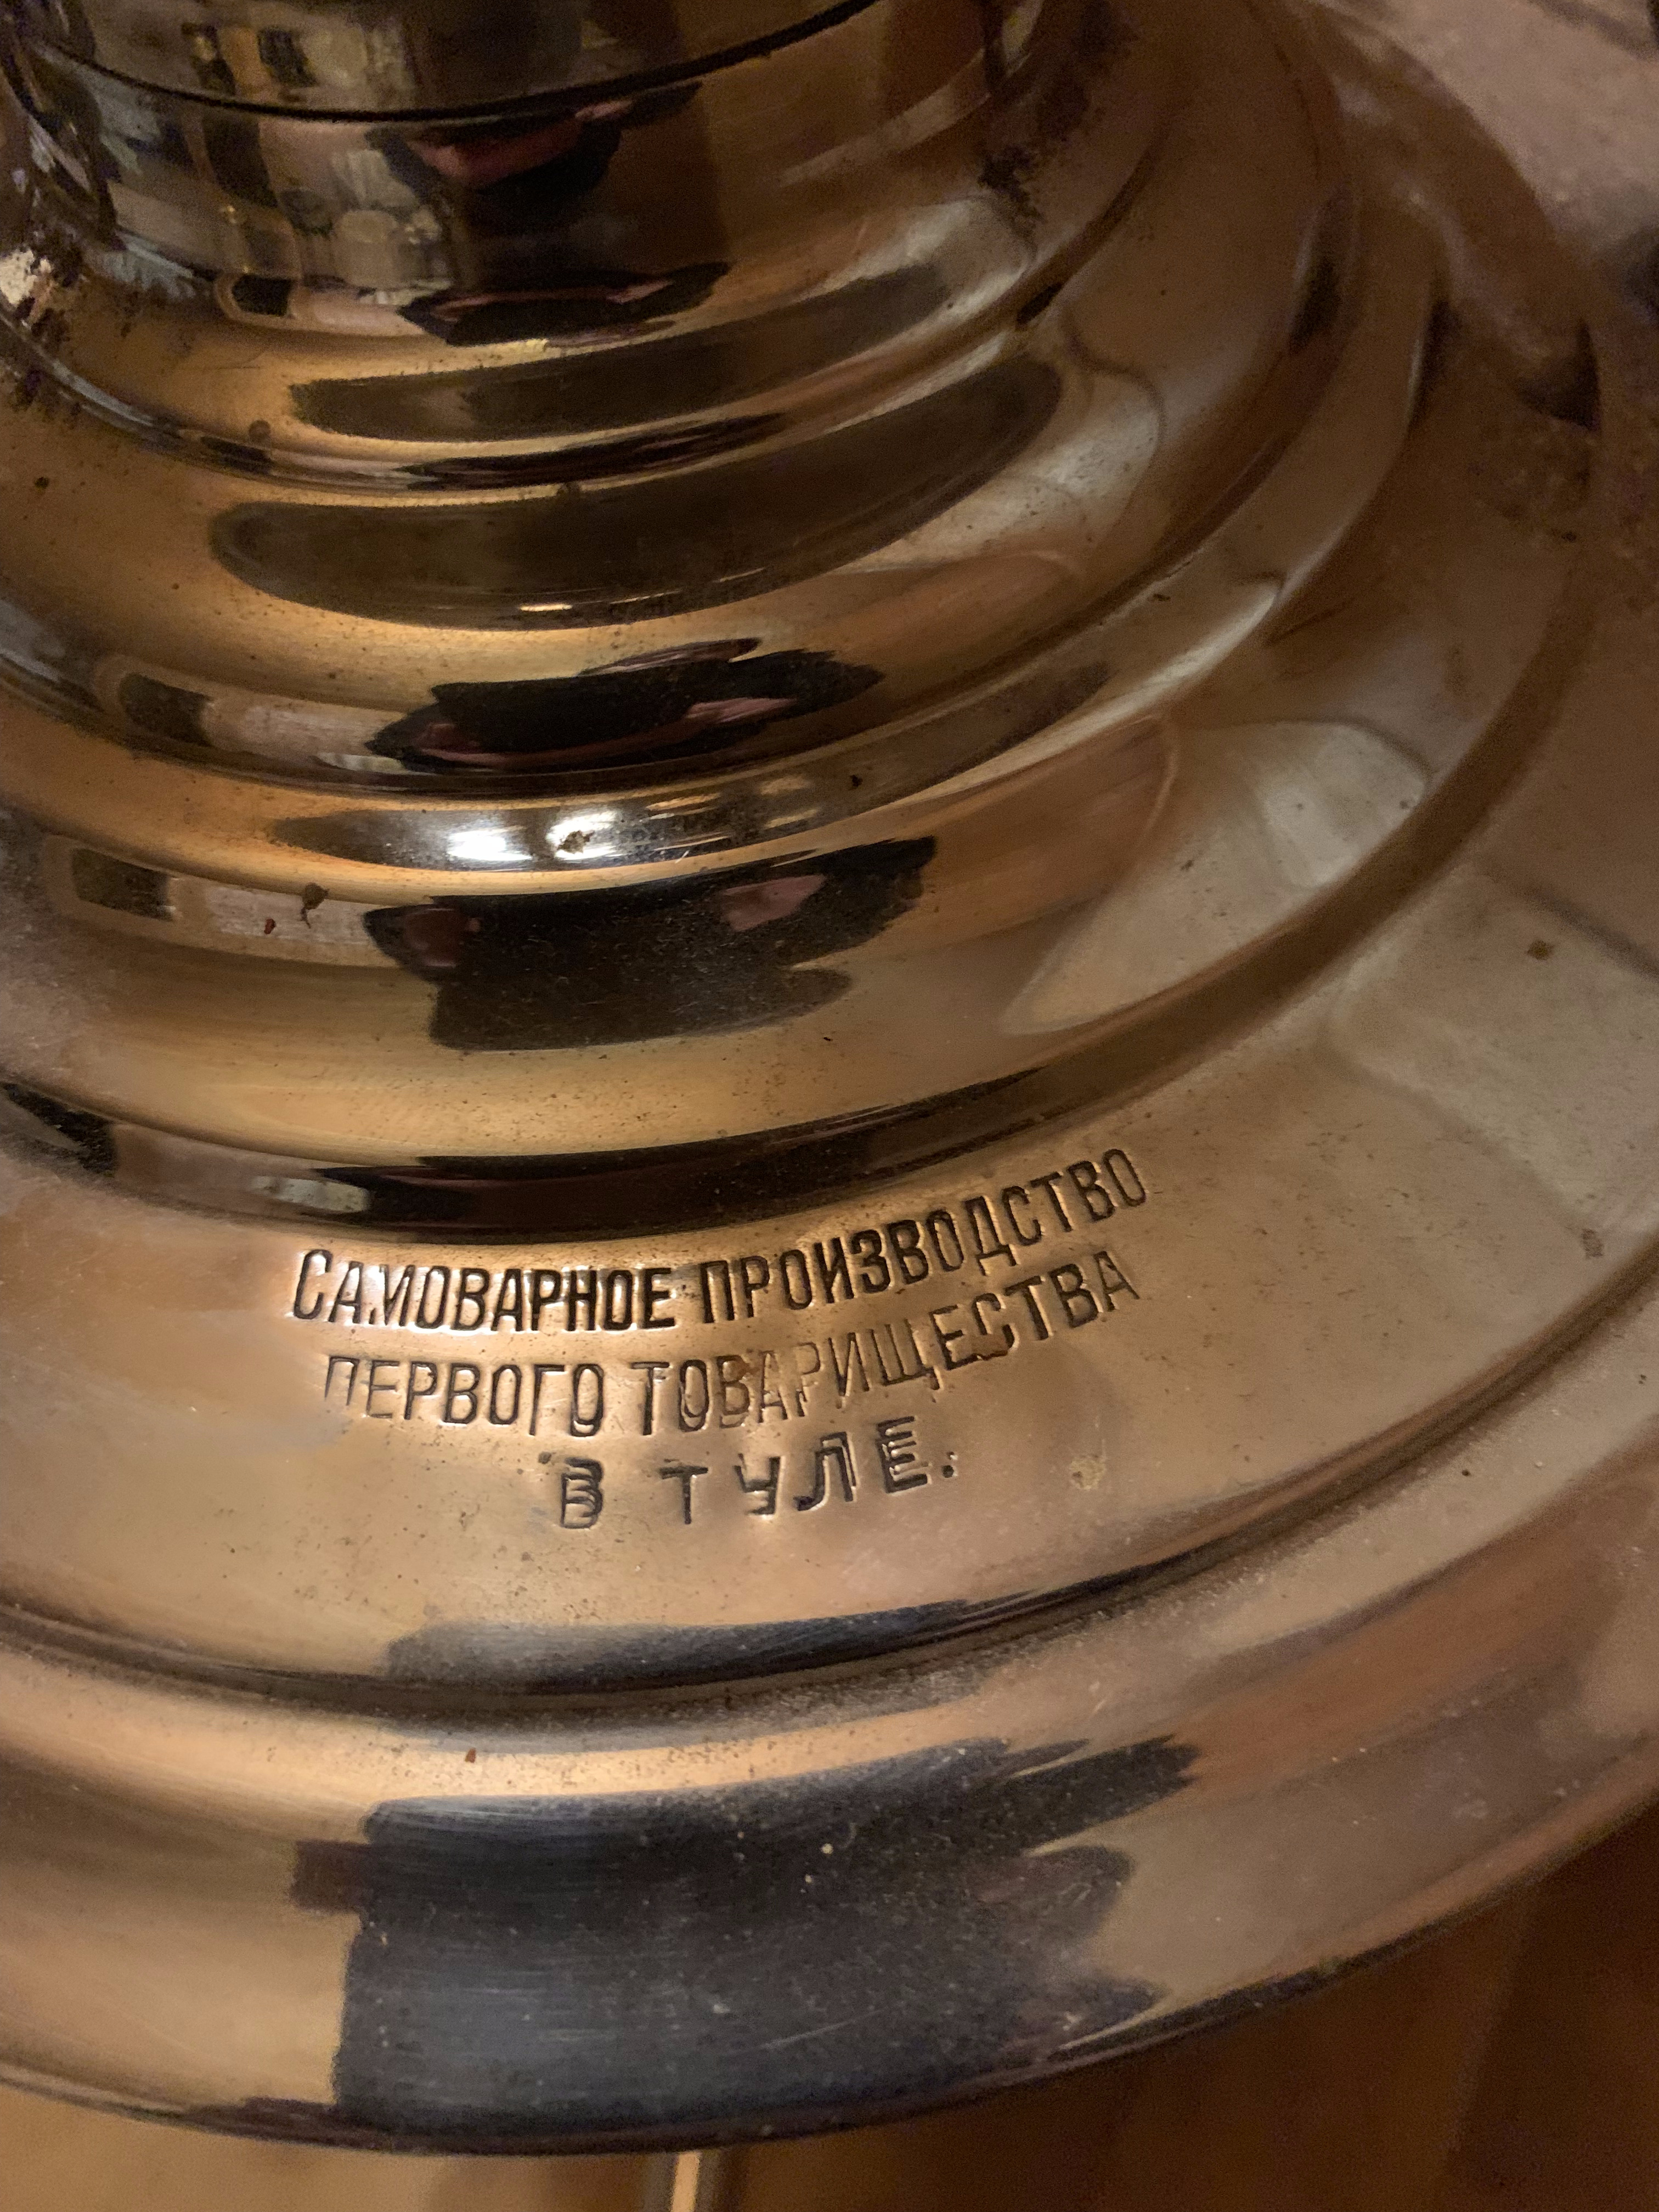 САМОВАРНОЕ ПРОИЗВОДСТВО
ПЕРВОГО ТОВАРИЩЕСТВА
В ТУЛЕ.